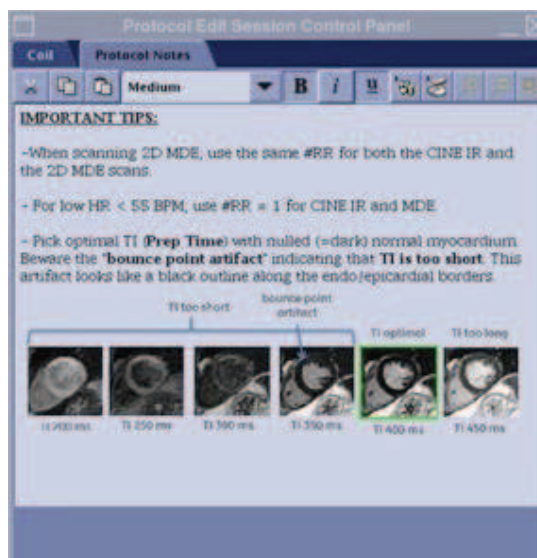 Protocol Edit Session Control Panel
Coil
Protocol Notes
Medium
B
i
u
IMPORTANT TIPS:
-When scanning 2D MDE, use the same #RR for both the CINE IR and
the 2D MDE scans.
- For low HR < 55 BPM, use #RR = 1 for CINE IR and MDE
- Pick optimal TI (Prep Time) with nulled (=dark) normal myocardium.
Beware the "bounce point artifact" indicating that TI is too short. This
artifact looks like a black outline along the endo/epicardial borders.
TI too short
bounce point
artifact
TI optimal
TI too long
TI 200 ms
TI 250 ms
TI 300 ms
TI 350 ms
TI 400 ms
TI 450 ms